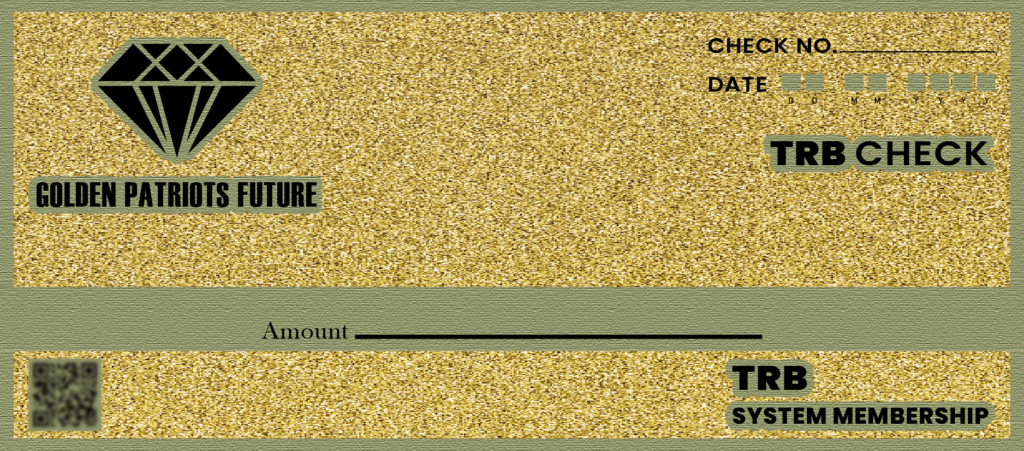 CHECK NO.
DATE
D D M M Y Y Y Y
TRB CHECK
GOLDEN PATRIOTS FUTURE
Amount
TRB
SYSTEM MEMBERSHIP